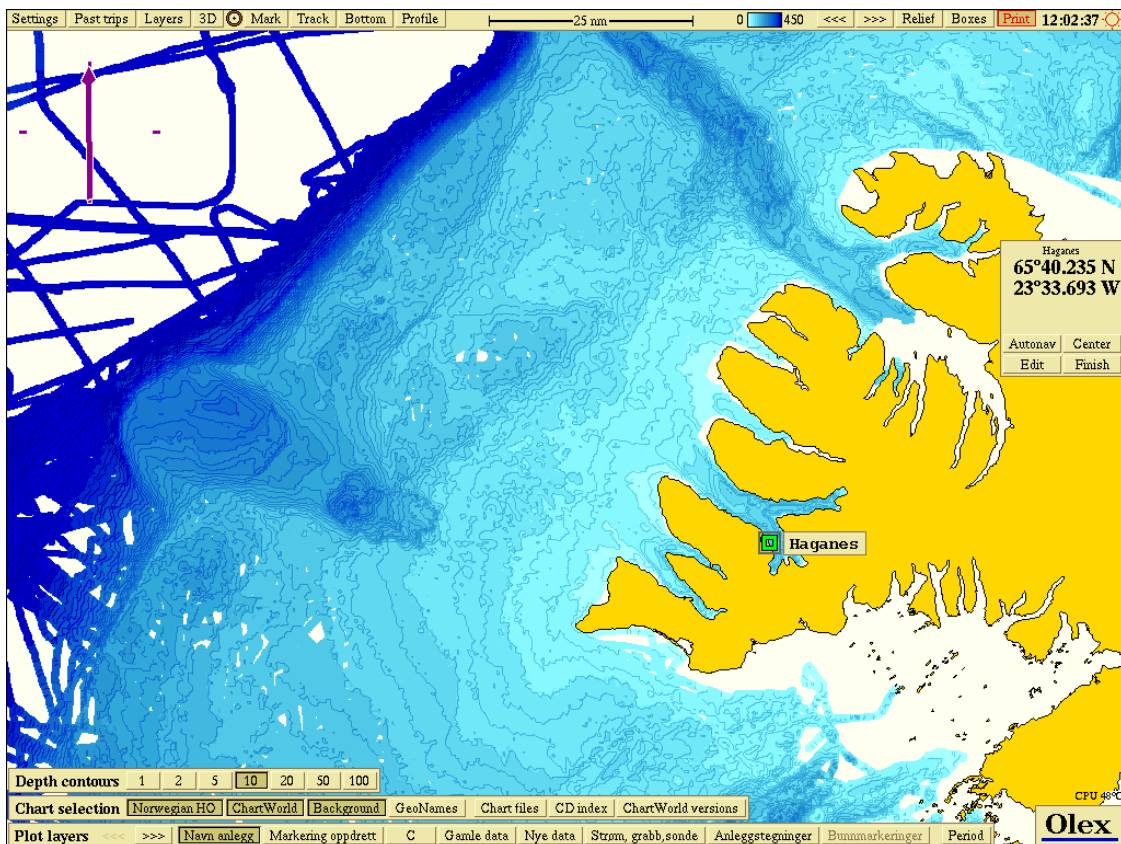 Settings Past trips Layers 3D Mark Track Bottom Profile 25 nm 0 450 <<< >>> Relief Boxes Print 12:02:37
Haganes
65°40.235 N
23°33.693 W
Autonav Center
Edit Finish
Haganes
Depth contours 1 2 5 10 20 50 100
CPU 48°C
Chart selection Norwegian HO ChartWorld Background GeoNames Chart files CD index ChartWorld versions
Plot layers <<< >>> Navn anlegg Markering oppdrett C Gamle data Nye data Strøm, grabb,sonde Anleggstegninger Bunnmarkeringer Period
Olex